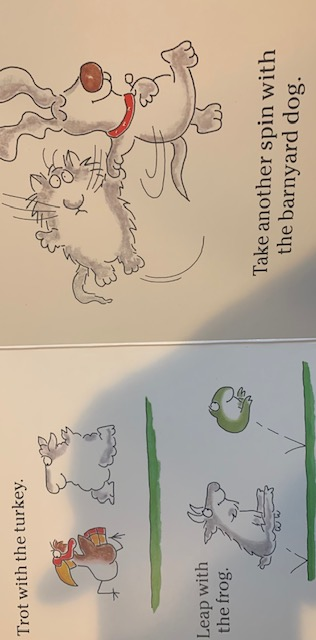 Trot with the turkey.
Leap with
the frog.
Take another spin with
the barnyard dog.